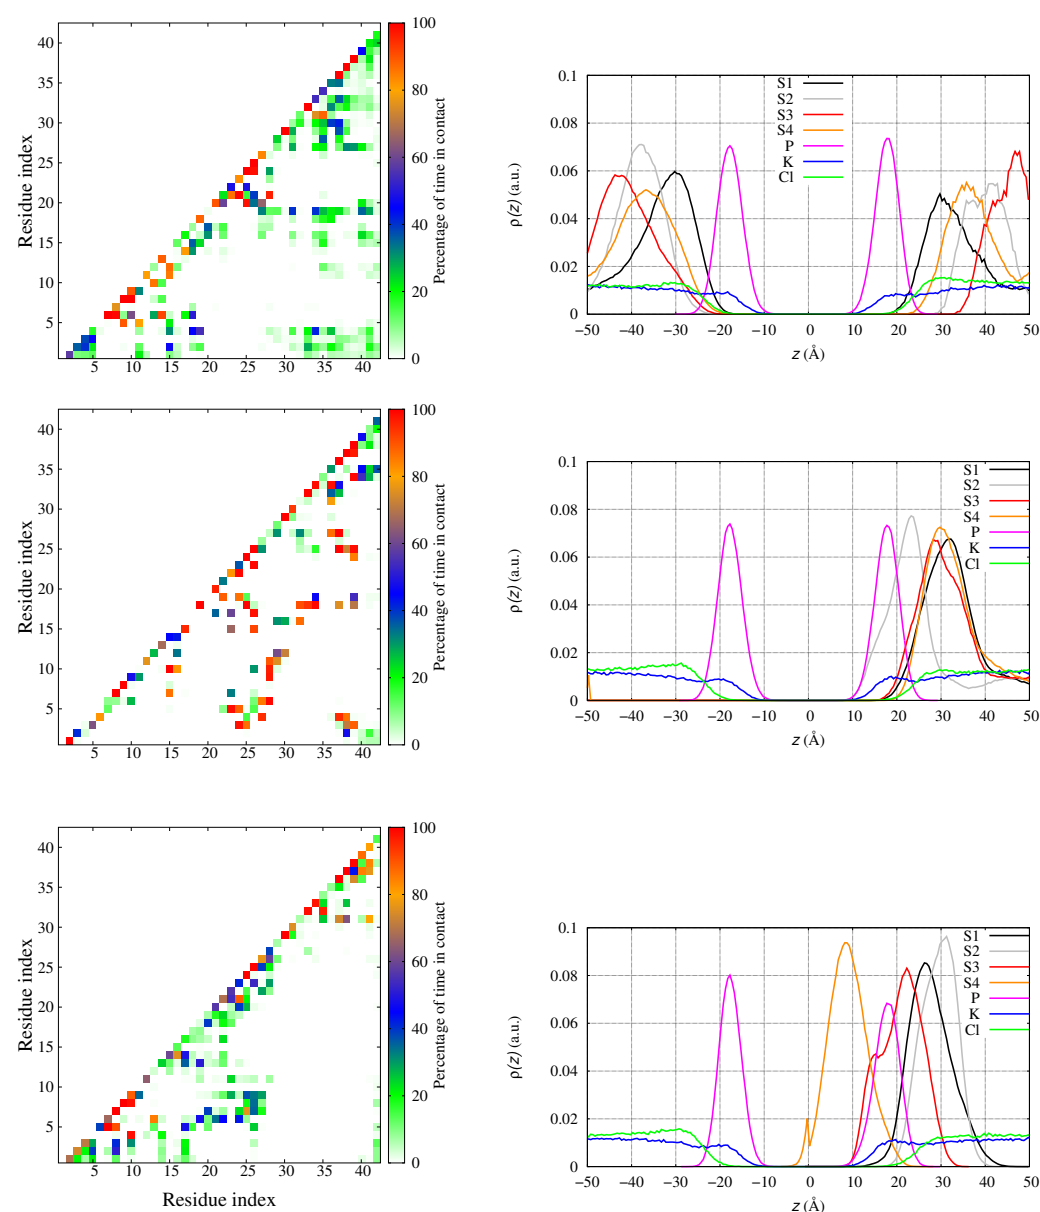 100
80
60
40
20
0
Percentage of time in contact
40
35
30
25
20
15
10
5
Residue index
5 10 15 20 25 30 35 40
0.1
0.08
0.06
0.04
0.02
0
ρ(z) (a.u.)
S1
S2
S3
S4
P
K
Cl
−50 −40 −30 −20 −10 0 10 20 30 40 50
z (Å)
100
80
60
40
20
0
Percentage of time in contact
40
35
30
25
20
15
10
5
Residue index
5 10 15 20 25 30 35 40
0.1
0.08
0.06
0.04
0.02
0
ρ(z) (a.u.)
S1
S2
S3
S4
P
K
Cl
−50 −40 −30 −20 −10 0 10 20 30 40 50
z (Å)
100
80
60
40
20
0
Percentage of time in contact
40
35
30
25
20
15
10
5
Residue index
5 10 15 20 25 30 35 40
Residue index
0.1
0.08
0.06
0.04
0.02
0
ρ(z) (a.u.)
S1
S2
S3
S4
P
K
Cl
−50 −40 −30 −20 −10 0 10 20 30 40 50
z (Å)